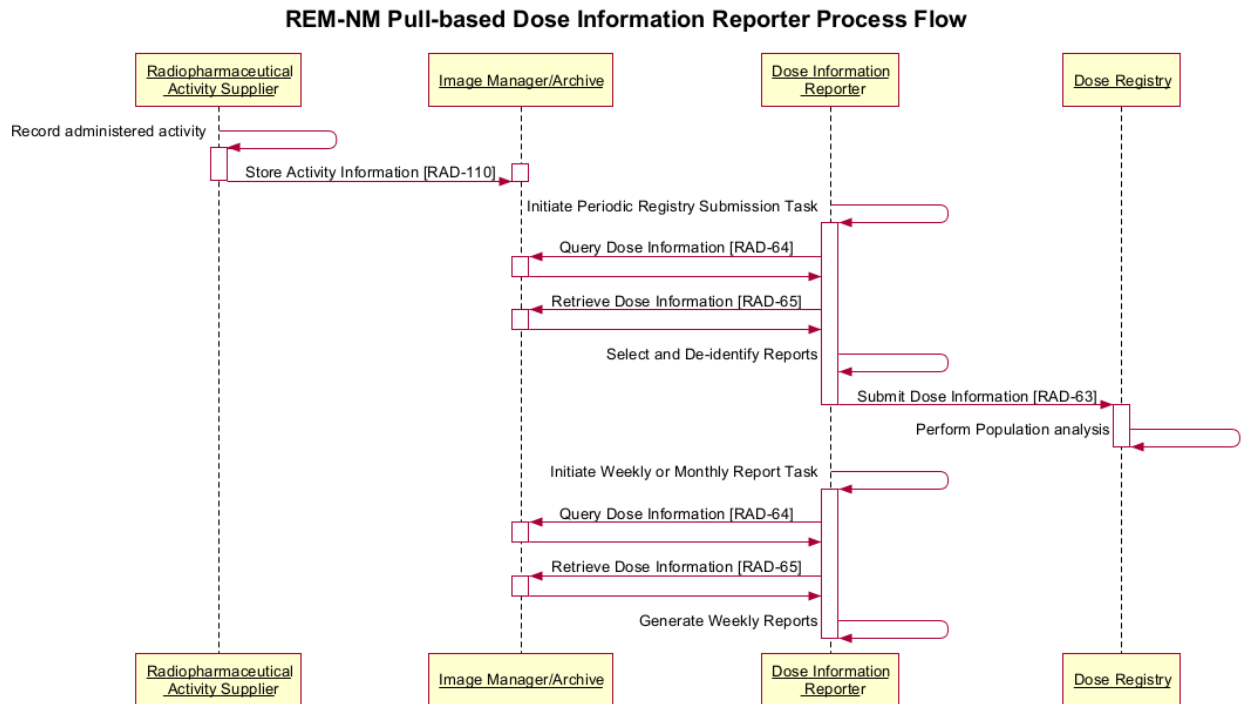 REM-NM Pull-based Dose Information Reporter Process Flow
Radiopharmaceutical
Activity Supplier
Image Manager/Archive
Dose Information
Reporter
Dose Registry
Record administered activity
Store Activity Information [RAD-110]
Initiate Periodic Registry Submission Task
Query Dose Information [RAD-64]
Retrieve Dose Information [RAD-65]
Select and De-identify Reports
Submit Dose Information [RAD-63]
Perform Population analysis
Initiate Weekly or Monthly Report Task
Query Dose Information [RAD-64]
Retrieve Dose Information [RAD-65]
Generate Weekly Reports
Radiopharmaceutical
Activity Supplier
Image Manager/Archive
Dose Information
Reporter
Dose Registry